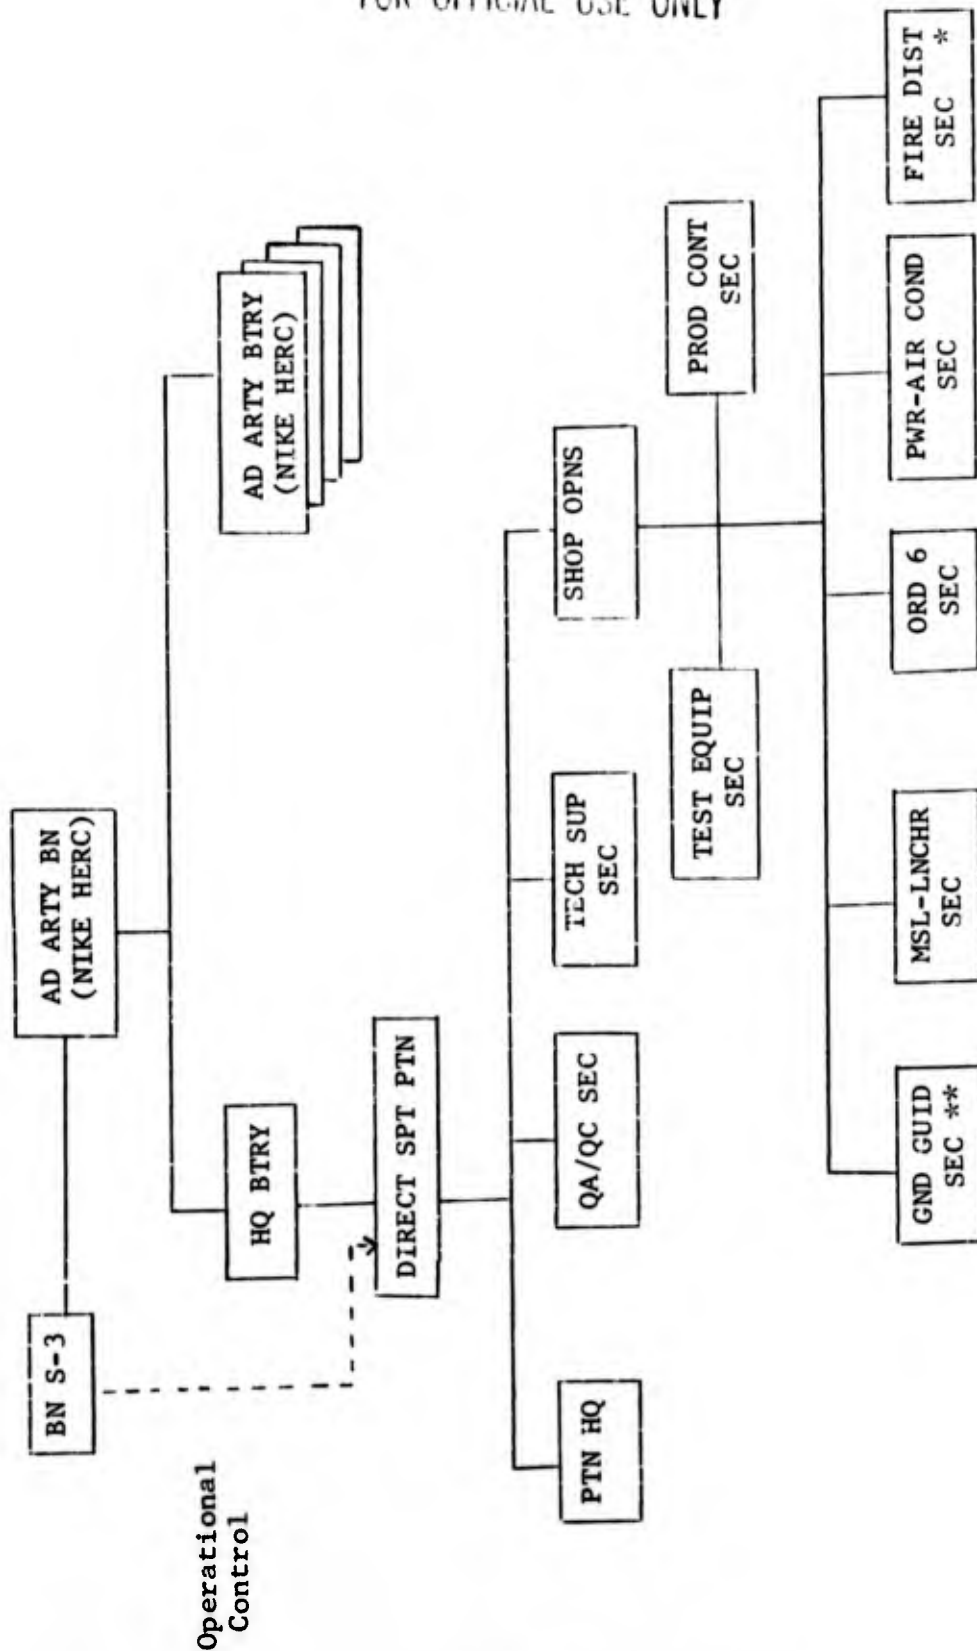 FOR OFFICIAL USE ONLY
AD ARTY BN
(NIKE HERC)
BN S-3
Operational
Control
HQ BTRY
AD ARTY BTRY
(NIKE HERC)
DIRECT SPT PTN
PTN HQ
QA/QC SEC
TECH SUP
SEC
SHOP OPNS
TEST EQUIP
SEC
PROD CONT
SEC
GND GUID
SEC **
MSL-LNCHR
SEC
ORD 6
SEC
PWR-AIR COND
SEC
FIRE DIST
SEC *